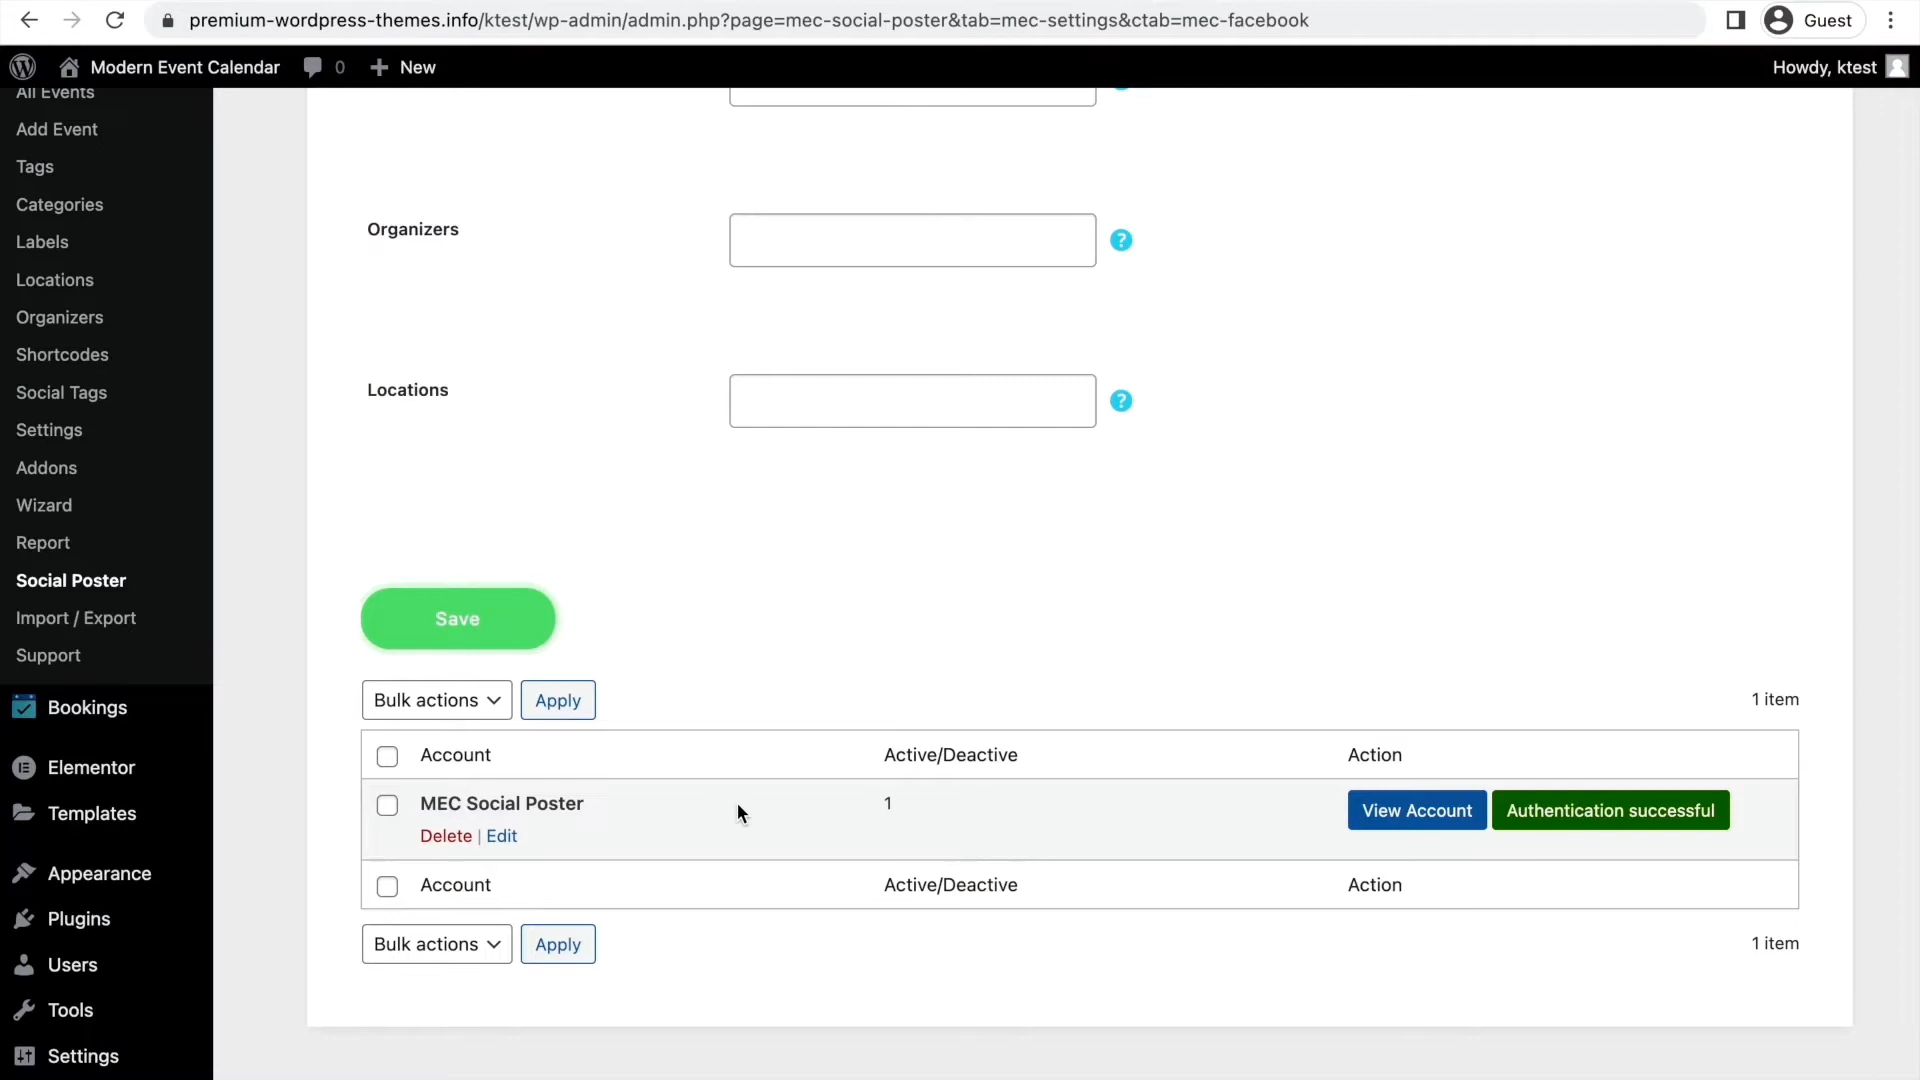 premium-wordpress-themes.info/ktest/wp-admin/admin.php?page=mec-social-poster&tab=mec-settings&ctab=mec-facebook
Guest
Modern Event Calendar
0
New
Howdy, ktest
All Events
Add Event
Tags
Categories
Labels
Locations
Organizers
Shortcodes
Social Tags
Settings
Addons
Wizard
Report
Social Poster
Import / Export
Support
Bookings
Elementor
Templates
Appearance
Plugins
Users
Tools
Settings
Organizers
?
Locations
?
Save
Bulk actions
Apply
1 item
Account
Active/Deactive
Action
MEC Social Poster
1
View Account
Authentication successful
Delete | Edit
Account
Active/Deactive
Action
Bulk actions
Apply
1 item